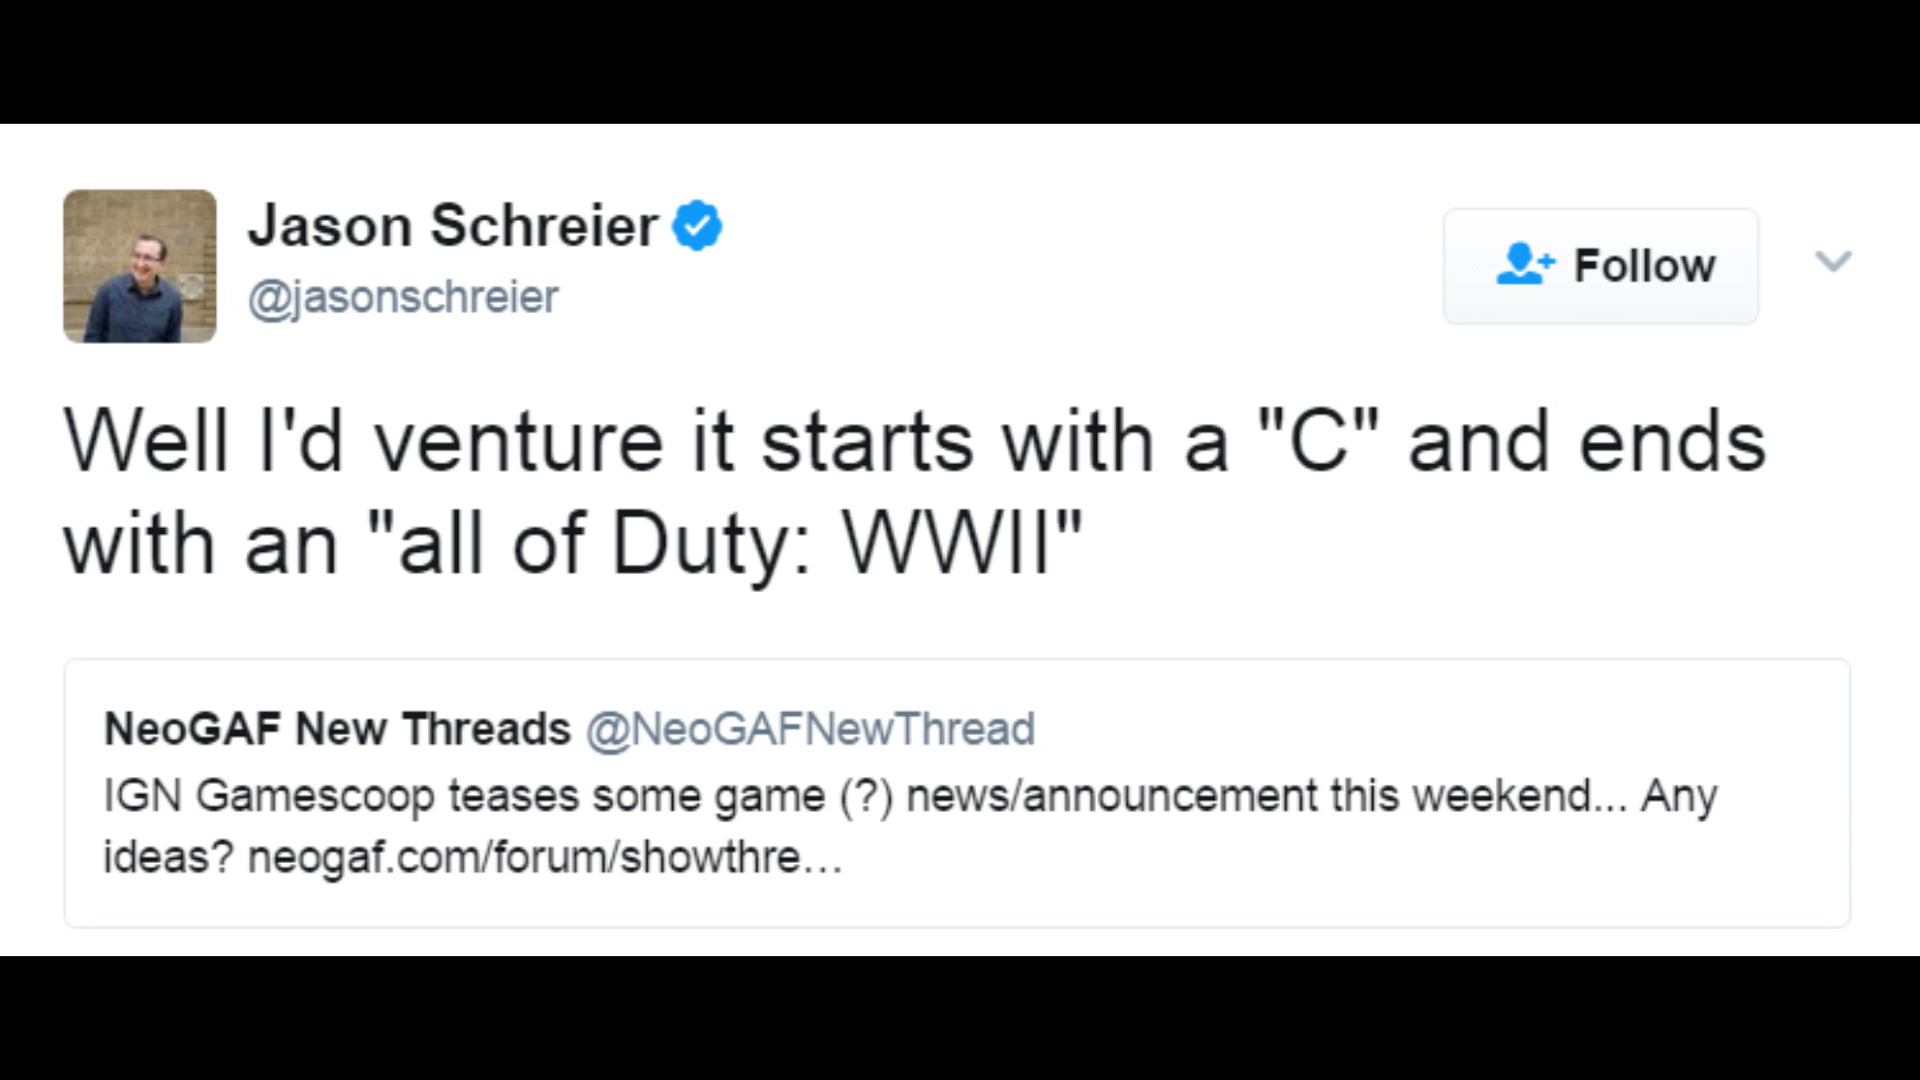 Jason Schreier
@jasonschreier
Follow
Well I'd venture it starts with a "C" and ends
with an "all of Duty: WWII"
NeoGAF New Threads @NeoGAFNewThread
IGN Gamescoop teases some game (?) news/announcement this weekend... Any
ideas? neogaf.com/forum/showthre…